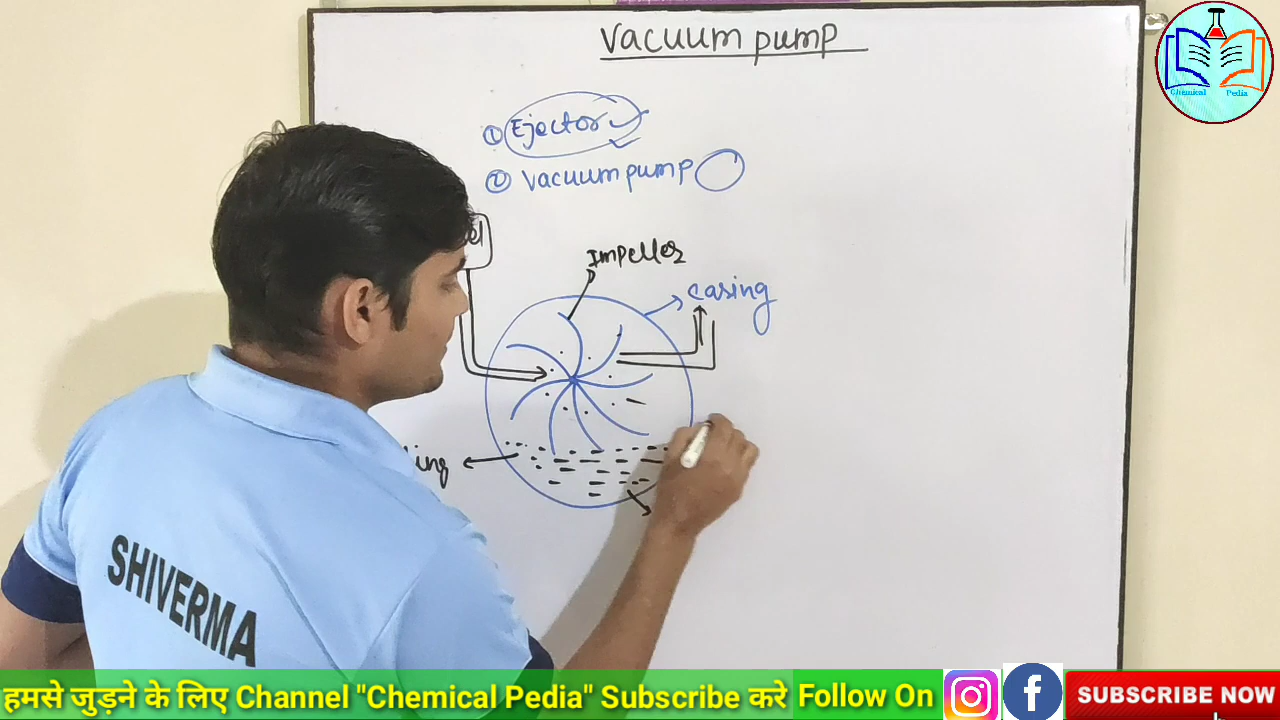 Vacuum pump
① Ejector
② Vacuum pump
Impeller
casing
SHIVERMA
Chemical Pedia
हमसे जुड़ने के लिए Channel "Chemical Pedia" Subscribe करे Follow On
SUBSCRIBE NOW